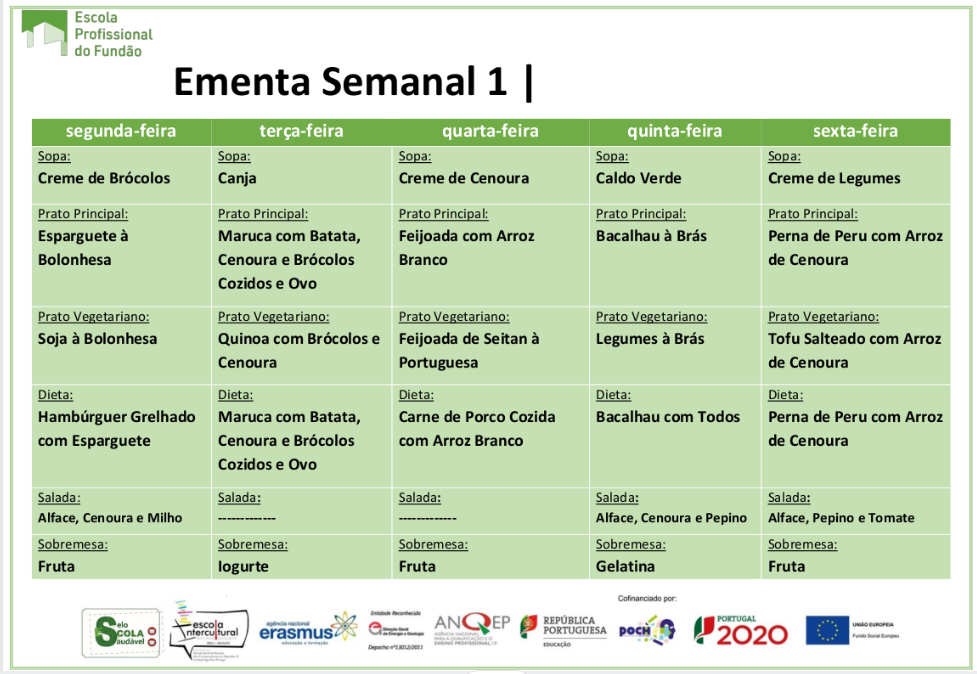 Escola
Profissional
do Fundão
Ementa Semanal 1 |
segunda-feira terça-feira quarta-feira quinta-feira sexta-feira
Sopa: Sopa: Sopa: Sopa: Sopa:
Creme de Brócolos Canja Creme de Cenoura Caldo Verde Creme de Legumes
Prato Principal: Prato Principal: Prato Principal: Prato Principal: Prato Principal:
Esparguete à Maruca com Batata, Feijoada com Arroz Bacalhau à Brás Perna de Peru com Arroz
Bolonhesa Cenoura e Brócolos Branco de Cenoura
Cozidos e Ovo
Prato Vegetariano: Prato Vegetariano: Prato Vegetariano: Prato Vegetariano: Prato Vegetariano:
Soja à Bolonhesa Quinoa com Brócolos e Feijoada de Seitan à Legumes à Brás Tofu Salteado com Arroz
Cenoura Portuguesa de Cenoura
Dieta: Dieta: Dieta: Dieta: Dieta:
Hambúrguer Grelhado Maruca com Batata, Carne de Porco Cozida Bacalhau com Todos Perna de Peru com Arroz
com Esparguete Cenoura e Brócolos com Arroz Branco de Cenoura
Cozidos e Ovo
Salada: Salada: Salada: Salada: Salada:
Alface, Cenoura e Milho ------------- ------------- Alface, Cenoura e Pepino Alface, Pepino e Tomate
Sobremesa: Sobremesa: Sobremesa: Sobremesa: Sobremesa:
Fruta Iogurte Fruta Gelatina Fruta
Cofinanciado por:
Selo
ESCOLA
Saudável
escola
intercultural
agência nacional
erasmus+
educação e formação
Entidade Reconhecida
Direção Geral
de Energia e Geologia
Despacho nº13012/2011
ANQEP
AGÊNCIA NACIONAL
PARA A QUALIFICAÇÃO E O
ENSINO PROFISSIONAL, I.P.
REPÚBLICA
PORTUGUESA
EDUCAÇÃO
POCH
PORTUGAL
2020
UNIÃO EUROPEIA
Fundo Social Europeu